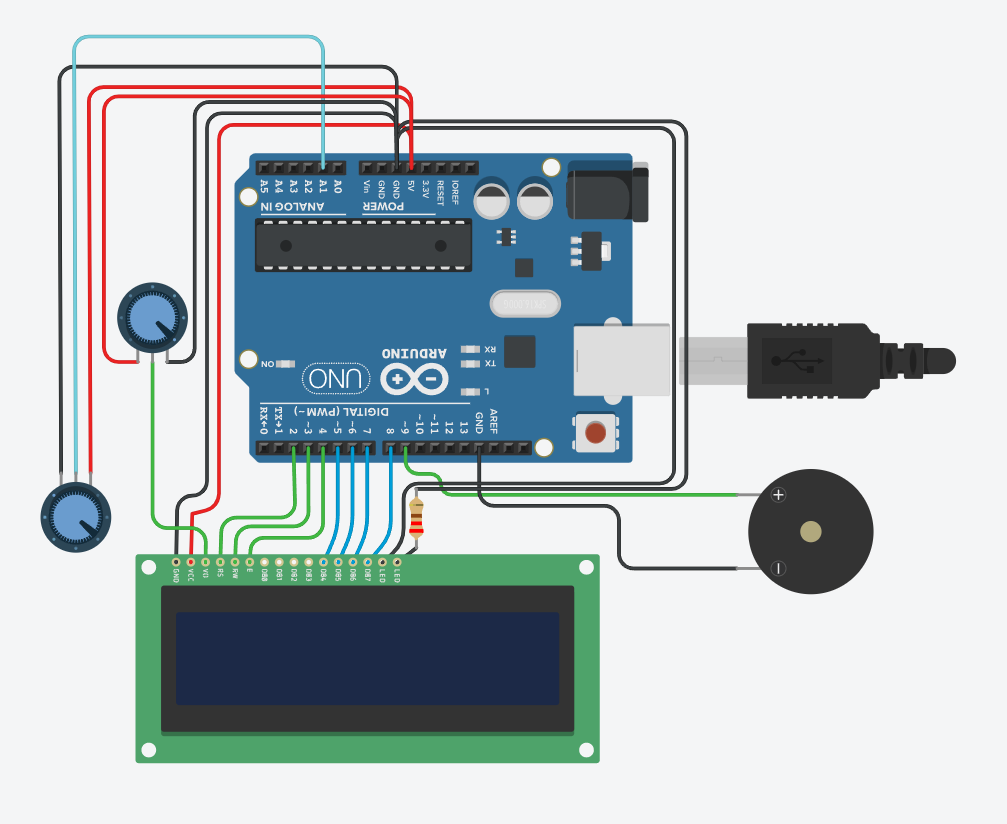 A5 A4 A3 A2 A1 A0 Vin GND GND 5V 3.3V RESET IOREF
ANALOG IN POWER
ARDUINO
RX
TX
ON
UNO
L
DIGITAL (PWM~)
RX←0 TX→1 2 ~3 4 ~5 ~6 7 8 ~9 ~10 ~11 12 13 GND AREF
+
−
GND VCC V0 RS RW E DB0 DB1 DB2 DB3 DB4 DB5 DB6 DB7 LED LED